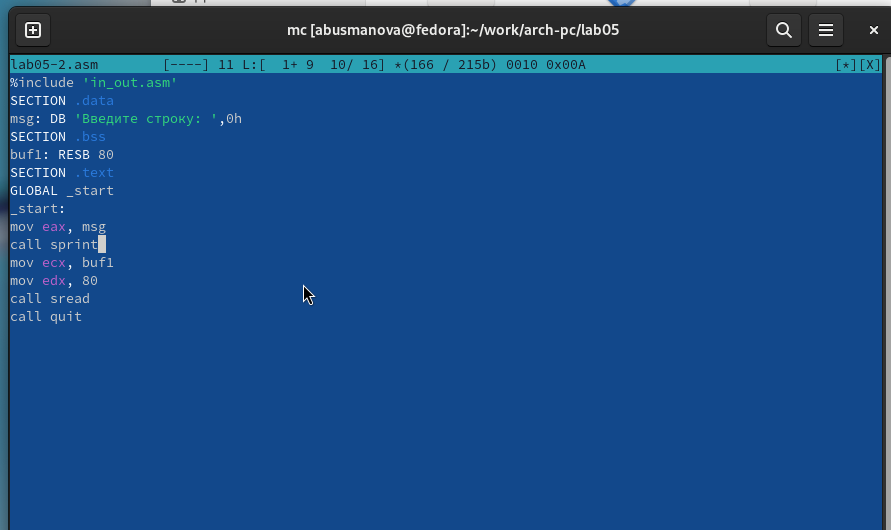 mc [abusmanova@fedora]:~/work/arch-pc/lab05
lab05-2.asm        [----] 11 L:[  1+ 9  10/ 16] *(166 / 215b) 0010 0x00A        [*][X]
%include 'in_out.asm'
SECTION .data
msg: DB 'Введите строку: ',0h
SECTION .bss
buf1: RESB 80
SECTION .text
GLOBAL _start
_start:
mov eax, msg
call sprint
mov ecx, buf1
mov edx, 80
call sread
call quit